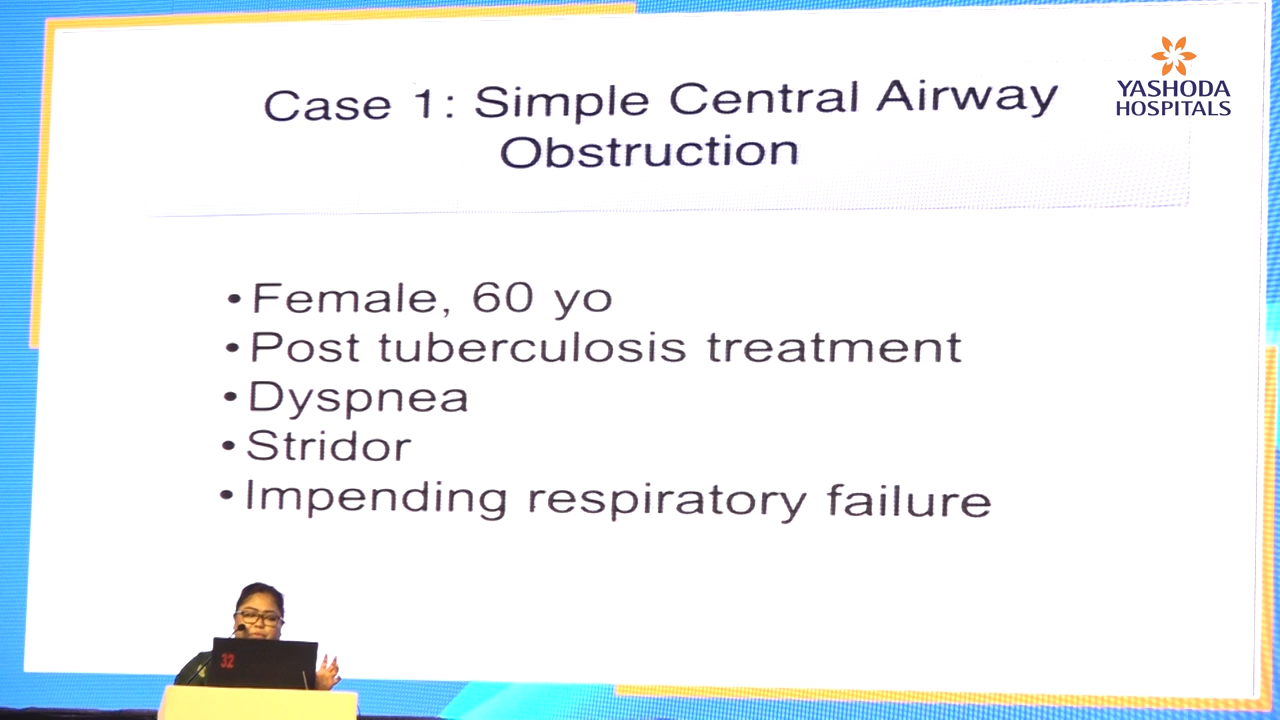 YASHODA
HOSPITALS
Case 1: Simple Central Airway
Obstruction
• Female, 60 yo
• Post tuberculosis treatment
• Dyspnea
• Stridor
• Impending respiratory failure
32